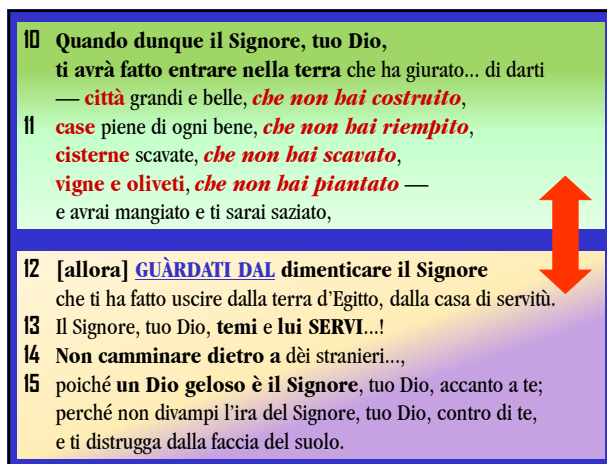 10 Quando dunque il Signore, tuo Dio,
ti avrà fatto entrare nella terra che ha giurato... di darti
— città grandi e belle, che non hai costruito,
11 case piene di ogni bene, che non hai riempito,
cisterne scavate, che non hai scavato,
vigne e oliveti, che non hai piantato —
e avrai mangiato e ti sarai saziato,
12 [allora] GUÀRDATI DAL dimenticare il Signore
che ti ha fatto uscire dalla terra d'Egitto, dalla casa di servitù.
13 Il Signore, tuo Dio, temi e lui SERVI...!
14 Non camminare dietro a dèi stranieri...,
15 poiché un Dio geloso è il Signore, tuo Dio, accanto a te;
perché non divampi l'ira del Signore, tuo Dio, contro di te,
e ti distrugga dalla faccia del suolo.